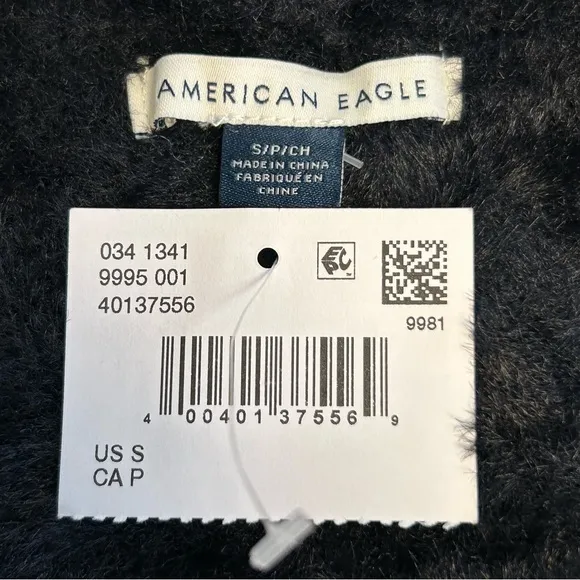 AMERICAN EAGLE
S/P/CH
MADE IN CHINA
FABRIQUÉ EN
CHINE
034 1341
9995 001
40137556
EPC
9981
4 00401 37556 9
US S
CA P